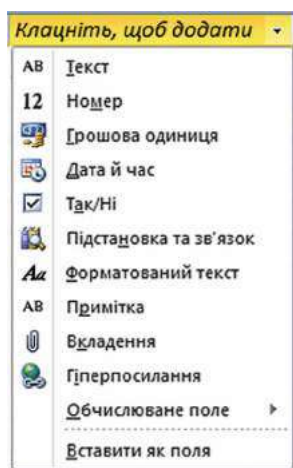 Клацніть, щоб додати
AB Текст
12 Номер
Грошова одиниця
Дата й час
Так/Ні
Підстановка та зв'язок
Aa Форматований текст
AB Примітка
Вкладення
Гіперпосилання
Обчислюване поле
Вставити як поля